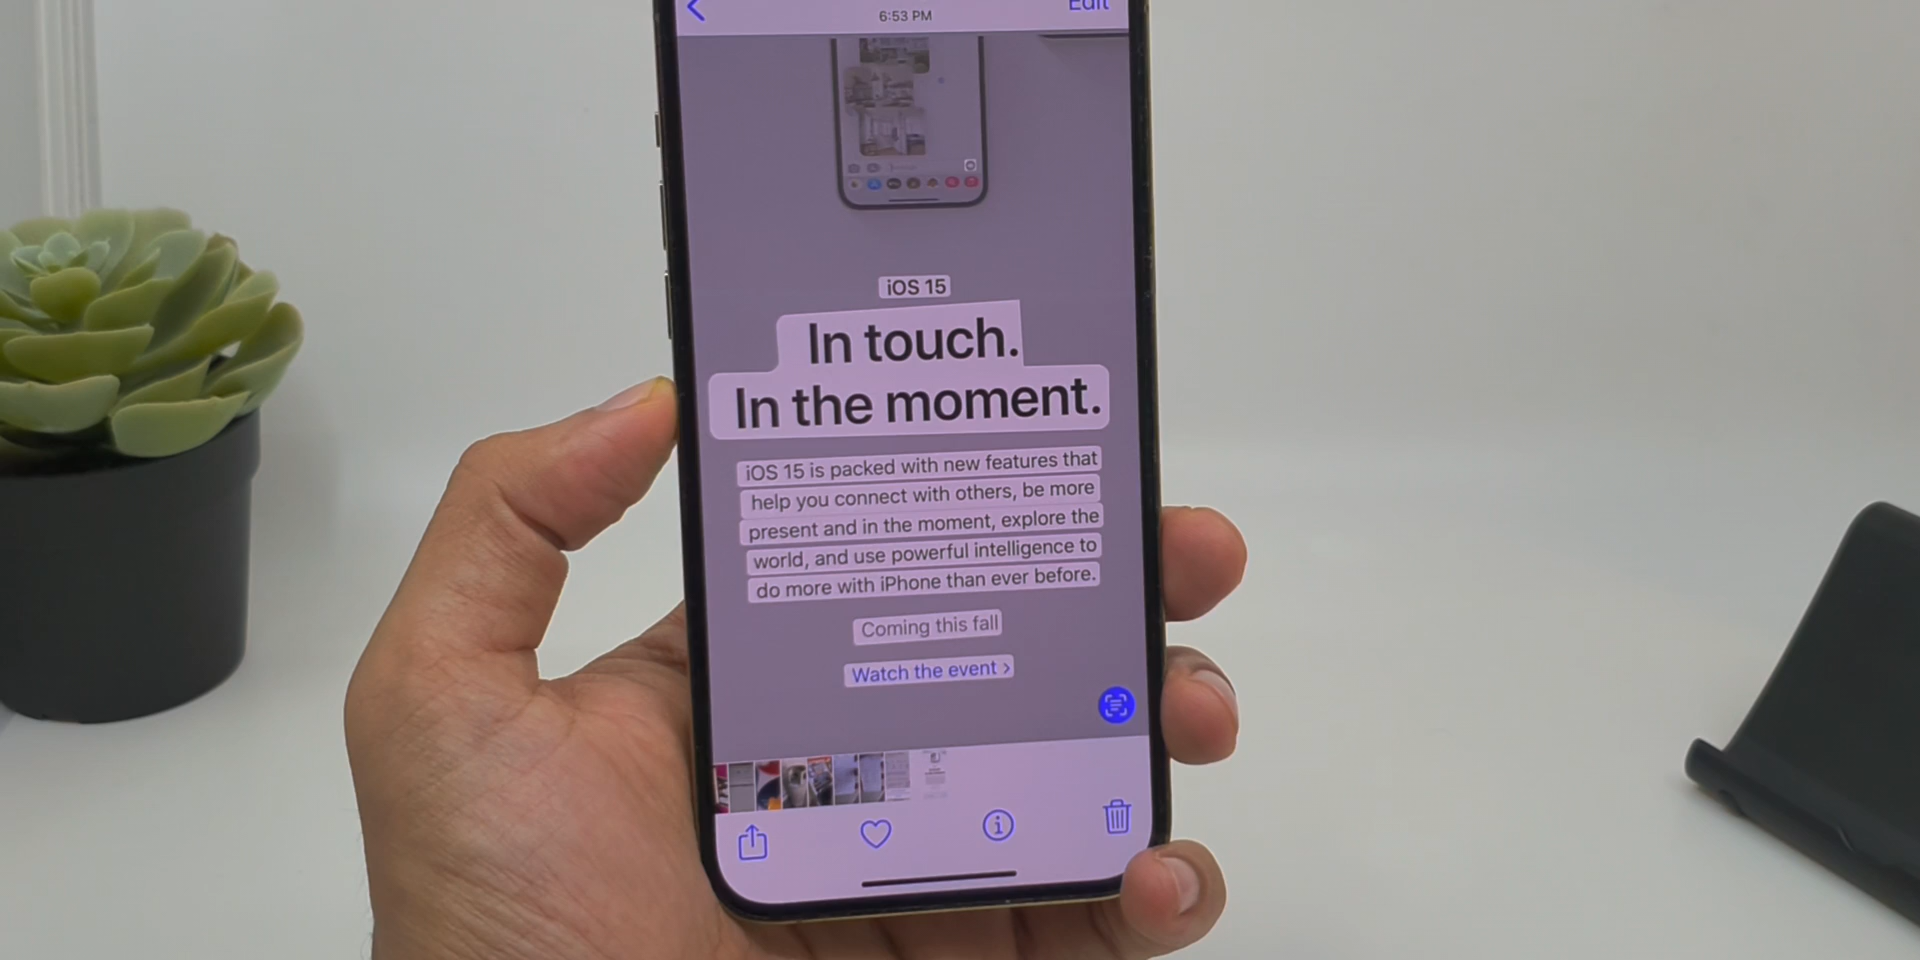 6:53 PM
Edit
iOS 15
In touch.
In the moment.
iOS 15 is packed with new features that
help you connect with others, be more
present and in the moment, explore the
world, and use powerful intelligence to
do more with iPhone than ever before.
Coming this fall
Watch the event >